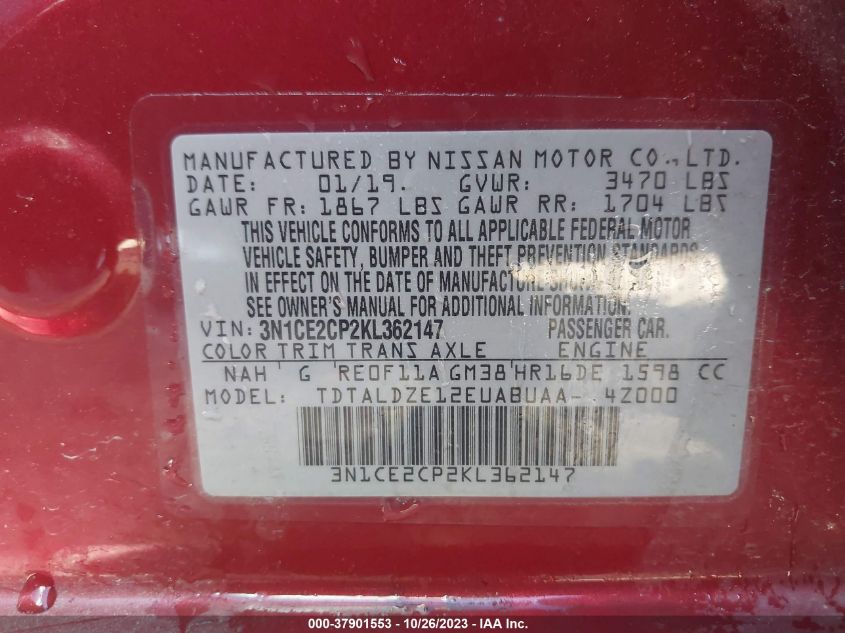 MANUFACTURED BY NISSAN MOTOR CO., LTD.
DATE: 01/19. GVWR: 3470 LBS
GAWR FR: 1867 LBS GAWR RR: 1704 LBS
THIS VEHICLE CONFORMS TO ALL APPLICABLE FEDERAL MOTOR
VEHICLE SAFETY, BUMPER AND THEFT PREVENTION STANDARDS
IN EFFECT ON THE DATE OF MANUFACTURE SHOWN
SEE OWNER'S MANUAL FOR ADDITIONAL INFORMATION.
VIN: 3N1CE2CP2KL362147 PASSENGER CAR.
COLOR TRIM TRANS AXLE ENGINE
NAH G RE0F11A GM38 HR16DE 1598 CC
MODEL: TDTALDZE12EUABUAA- 4Z000
3N1CE2CP2KL362147
000-37901553 - 10/26/2023 - IAA Inc.